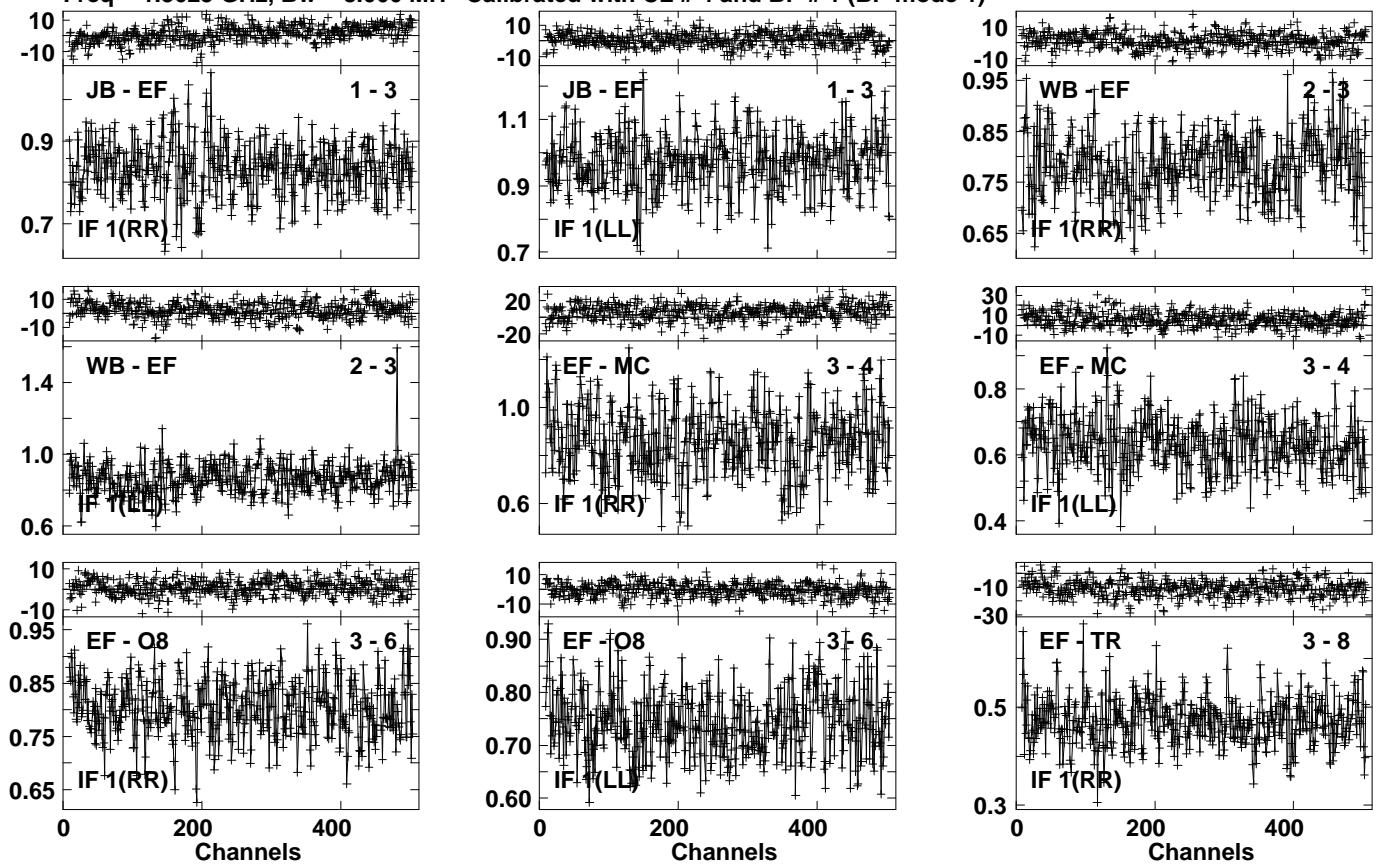 Calibrated with CL # 4 and BP # 1 (BP mode 1)
10
-10
JB - EF 1 - 3
0.9
0.7
IF 1(RR)
10
-10
JB - EF 1 - 3
1.1
0.9
0.7
IF 1(LL)
10
-10
WB - EF 2 - 3
0.95
0.85
0.75
0.65
IF 1(RR)
10
-10
WB - EF 2 - 3
1.4
1.0
0.6
IF 1(LL)
20
-20
EF - MC 3 - 4
1.0
0.6
IF 1(RR)
30
10
-10
EF - MC 3 - 4
0.8
0.6
0.4
IF 1(LL)
10
-10
EF - O8 3 - 6
0.95
0.85
0.75
0.65
IF 1(RR)
0 200 400
Channels
10
-10
EF - O8 3 - 6
0.90
0.80
0.70
0.60
IF 1(LL)
0 200 400
Channels
-10
-30
EF - TR 3 - 8
0.5
0.3
IF 1(RR)
0 200 400
Channels